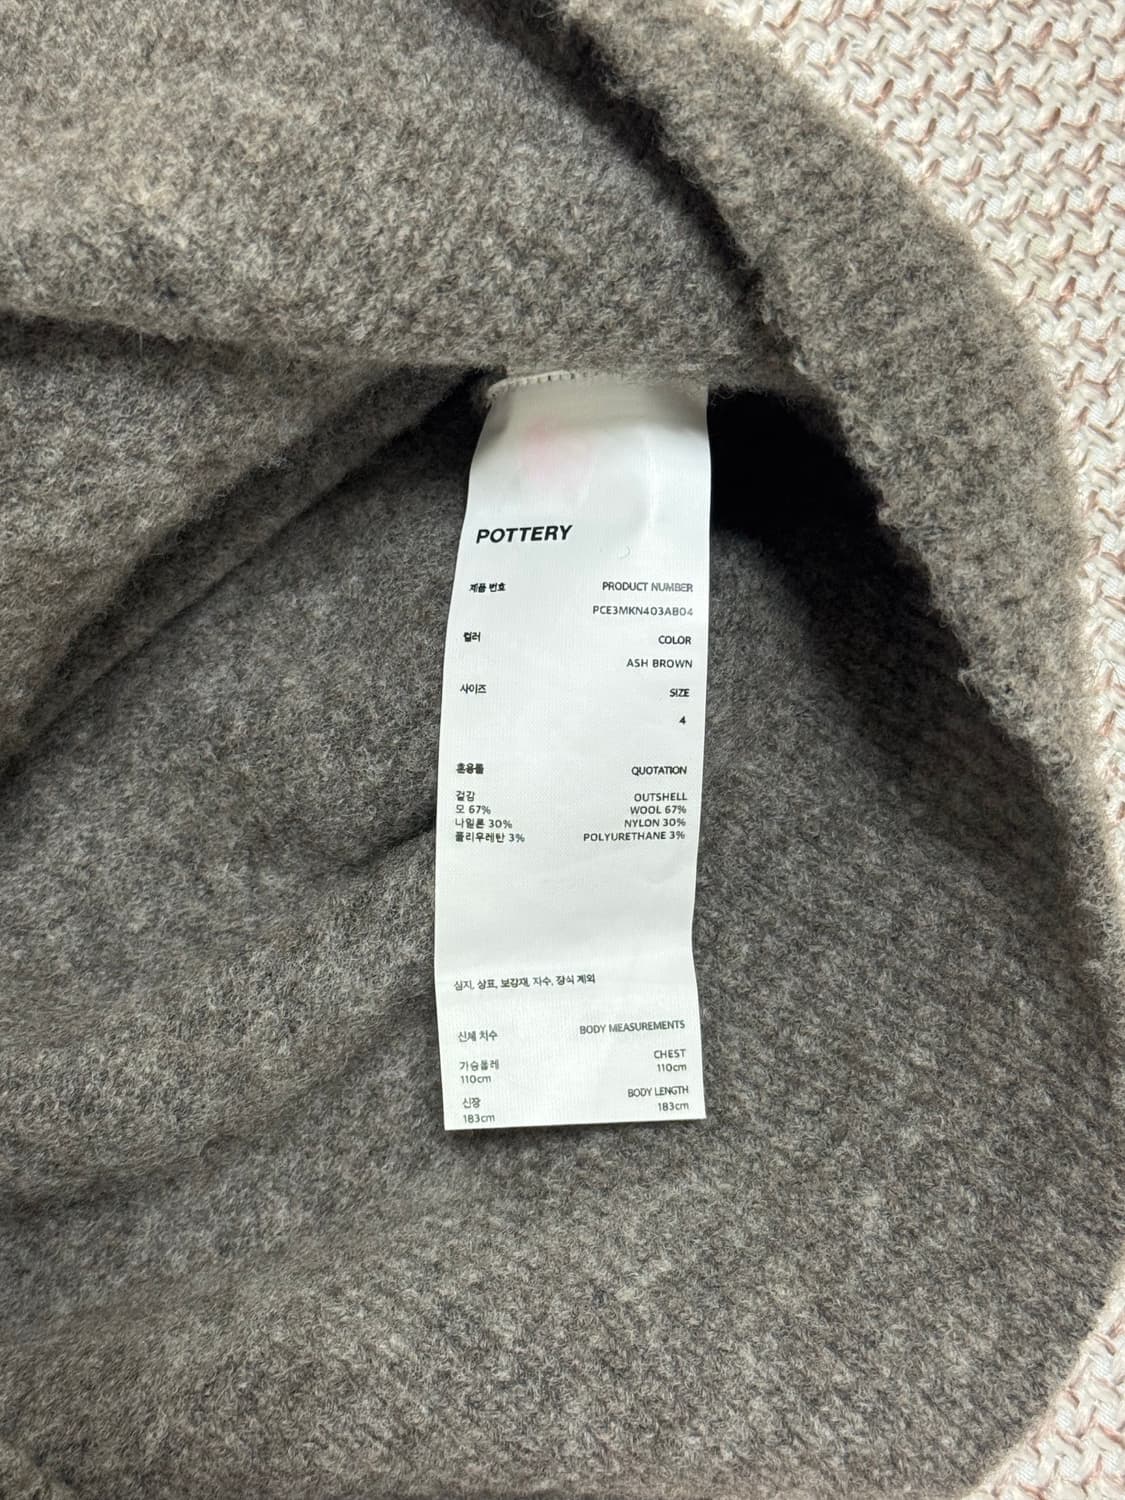 POTTERY
제품 번호 PRODUCT NUMBER
PCE3MKN403AB04
컬러 COLOR
ASH BROWN
사이즈 SIZE
4
혼용률 QUOTATION
겉감 OUTSHELL
모 67% WOOL 67%
나일론 30% NYLON 30%
폴리우레탄 3% POLYURETHANE 3%
심지, 상표, 보강재, 자수, 장식 제외
신체 치수 BODY MEASUREMENTS
가슴둘레 CHEST
110cm 110cm
신장 BODY LENGTH
183cm 183cm